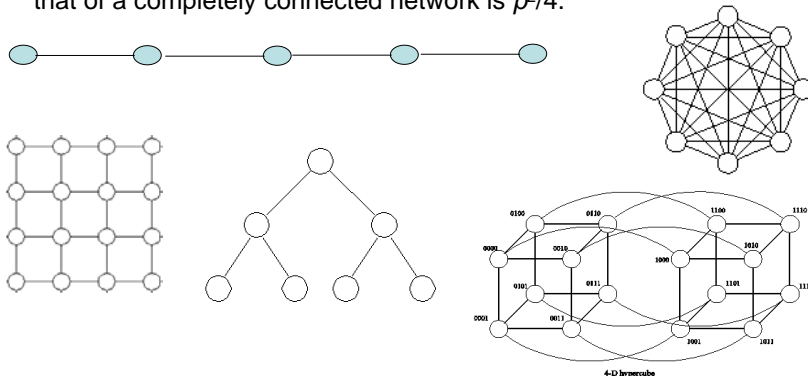 that of a completely connected network is p²/4.
0100 0110 1100 1110
0000 0010 1000 1010
0101 0111 1101 111
0001 0011 1001 1011
4-D hypercube